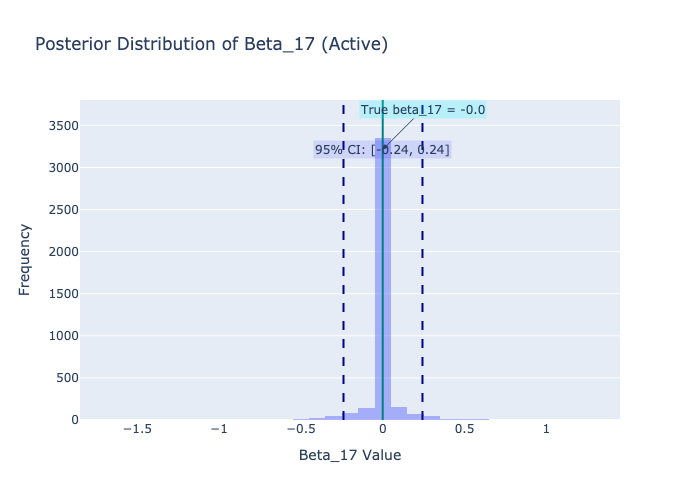 Posterior Distribution of Beta_17 (Active)
True beta_17 = -0.0
95% CI: [-0.24, 0.24]
3500
3000
2500
2000
1500
1000
500
0
Frequency
−1.5
−1
−0.5
0
0.5
1
Beta_17 Value